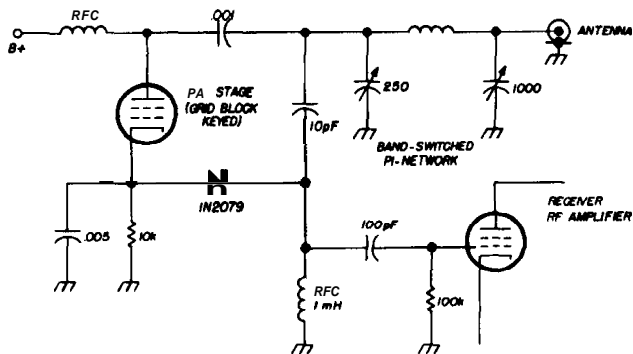 RFC
.001
B+
ANTENNA
PA STAGE
(GRID BLOCK
KEYED)
250
1000
10pF
BAND-SWITCHED
PI-NETWORK
1N2079
RECEIVER
RF AMPLIFIER
.005
10k
100pF
RFC
1 mH
100k